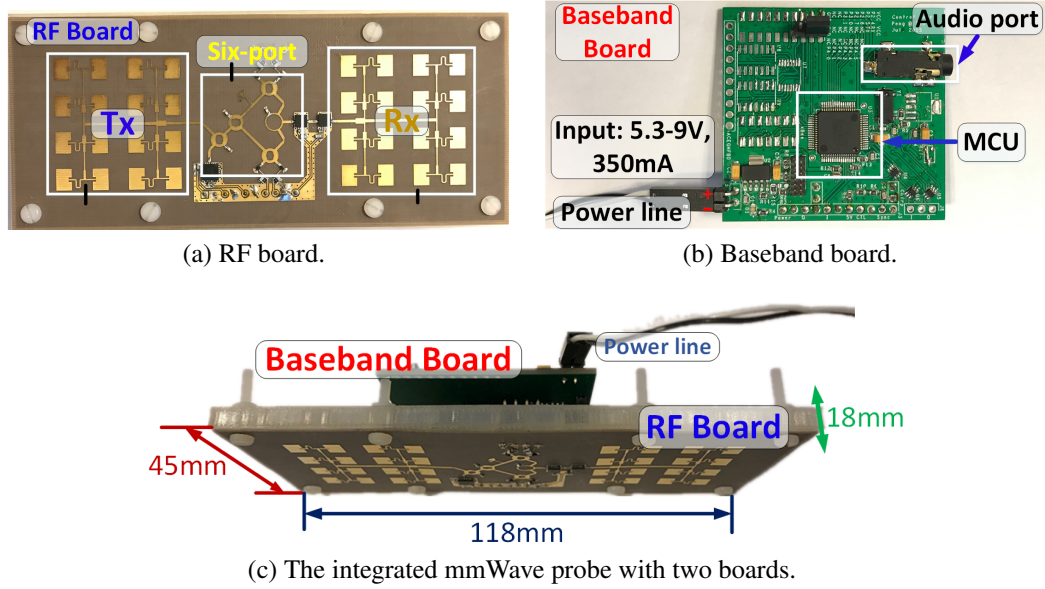 RF Board
Six-port
Tx
Rx
(a) RF board.
Baseband
Board
Audio port
Input: 5.3-9V,
350mA
MCU
+
-
Power line
Power
(b) Baseband board.
Baseband Board
Power line
RF Board
18mm
45mm
118mm
(c) The integrated mmWave probe with two boards.